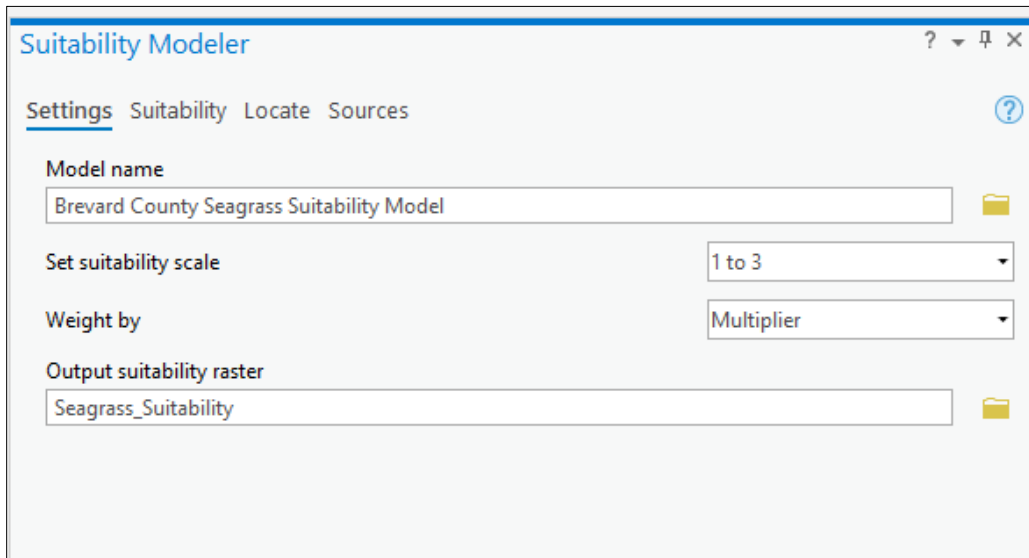 Suitability Modeler
?
Settings Suitability Locate Sources
?
Model name
Brevard County Seagrass Suitability Model
Set suitability scale
1 to 3
Weight by
Multiplier
Output suitability raster
Seagrass_Suitability